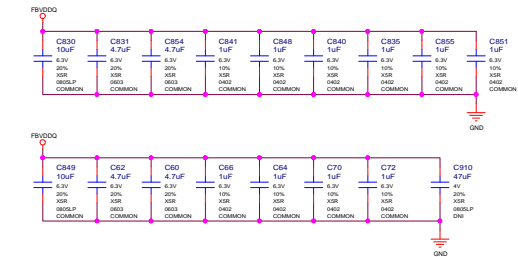 FBVDDQ
C830 C831 C854 C841 C848 C840 C835 C855 C851
10uF 4.7uF 4.7uF 1uF 1uF 1uF 1uF 1uF 1uF
6.3V 6.3V 6.3V 6.3V 6.3V 6.3V 6.3V 6.3V 6.3V
20% 20% 20% 10% 10% 10% 10% 10% 10%
X5R X5R X5R X5R X5R X5R X5R X5R X5R
0805LP 0603 0603 0402 0402 0402 0402 0402 0402
COMMON COMMON COMMON COMMON COMMON COMMON COMMON COMMON COMMON
GND
FBVDDQ
C849 C62 C60 C66 C64 C70 C72 C910
10uF 4.7uF 4.7uF 1uF 1uF 1uF 1uF 47uF
6.3V 6.3V 6.3V 6.3V 6.3V 6.3V 6.3V 4V
20% 20% 20% 10% 10% 10% 10% 20%
X5R X5R X5R X5R X5R X5R X5R X5R
0805LP 0603 0603 0402 0402 0402 0402 0805LP
COMMON COMMON COMMON COMMON COMMON COMMON COMMON DNI
GND